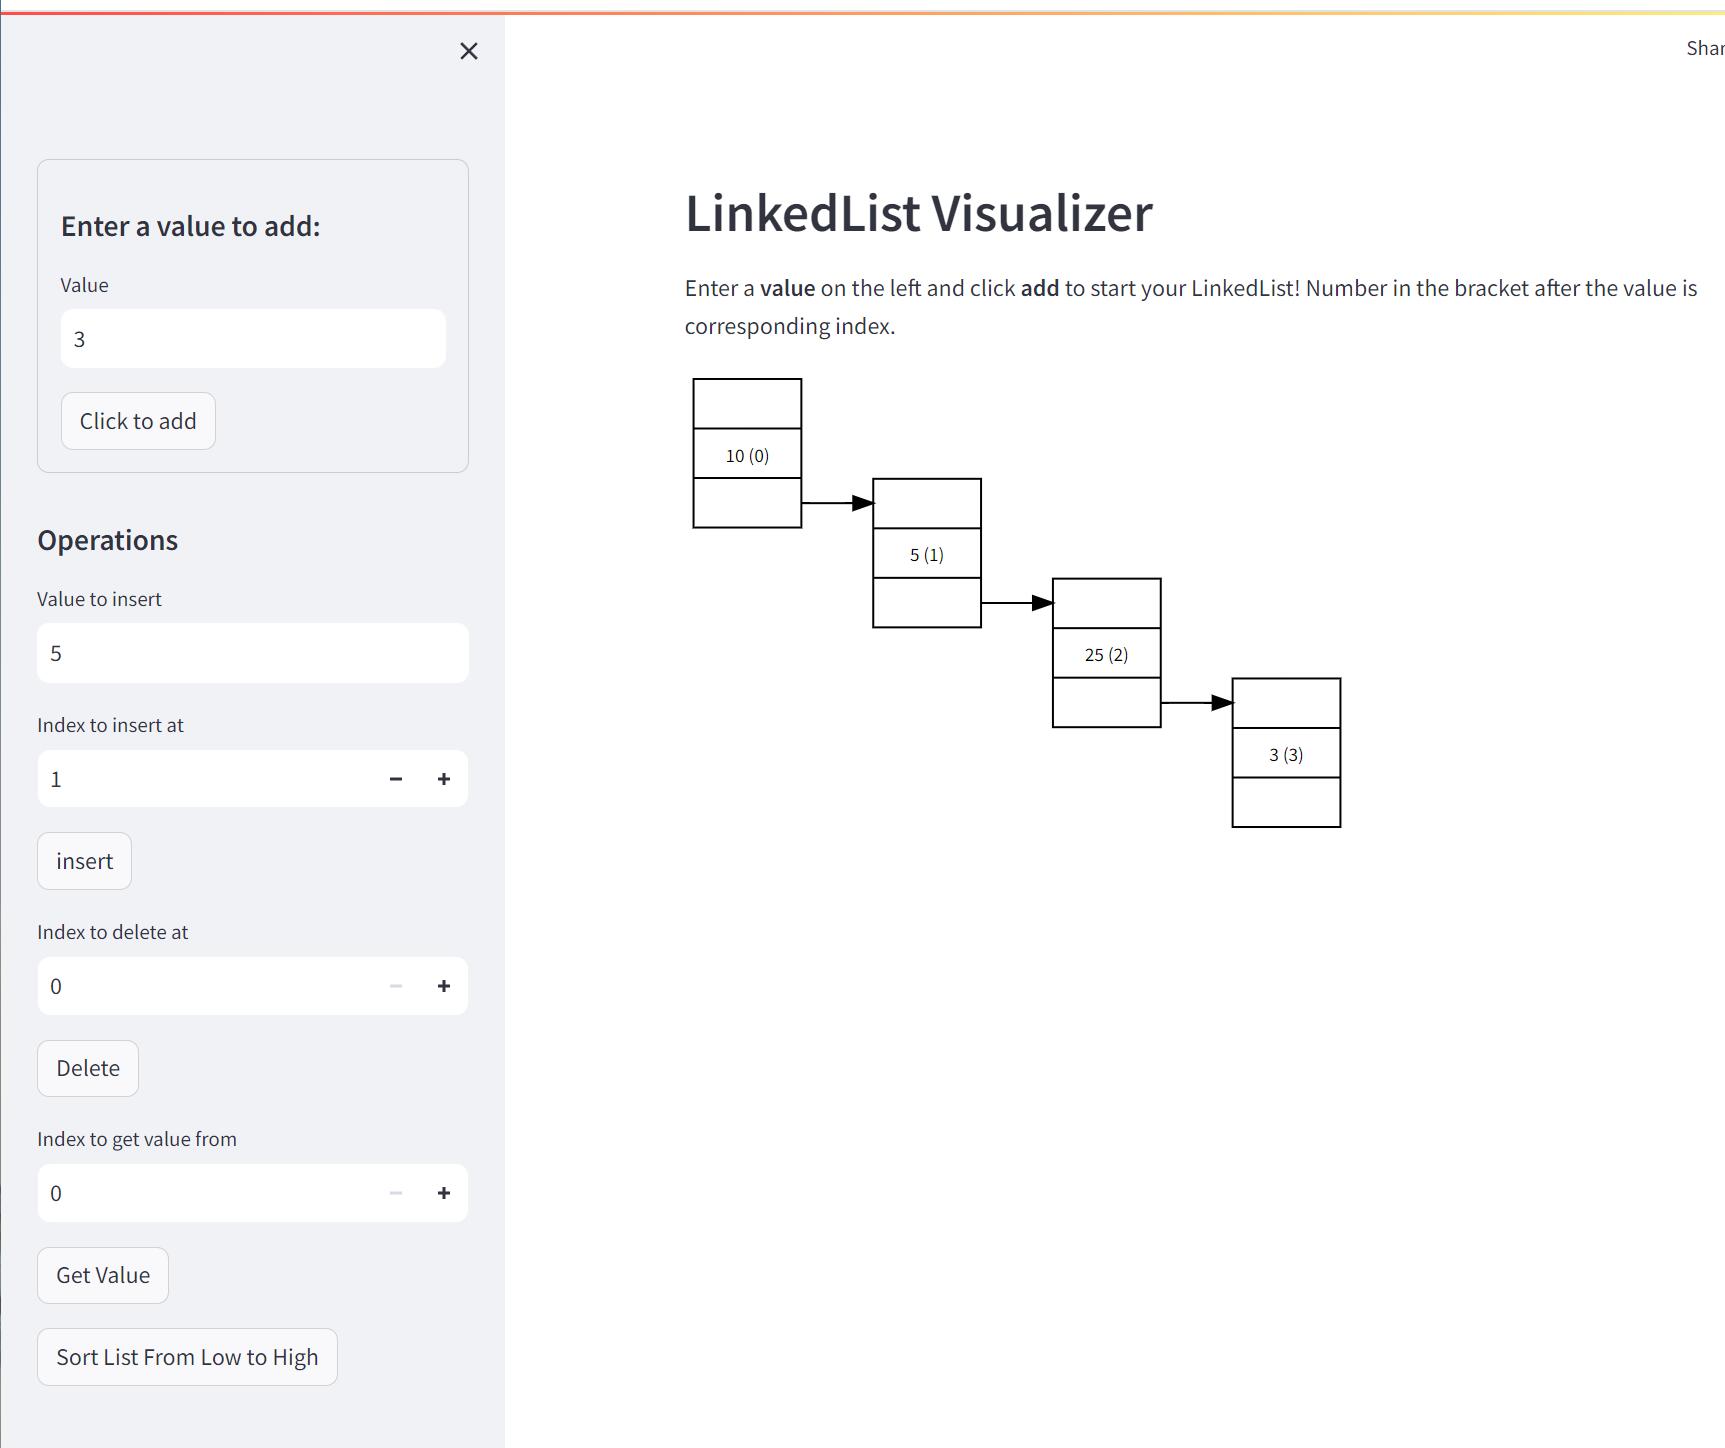 Shar
Enter a value to add:
Value
3
Click to add
Operations
Value to insert
5
Index to insert at
1
insert
Index to delete at
0
Delete
Index to get value from
0
Get Value
Sort List From Low to High
LinkedList Visualizer
Enter a value on the left and click add to start your LinkedList! Number in the bracket after the value is
corresponding index.
10 (0)
5 (1)
25 (2)
3 (3)